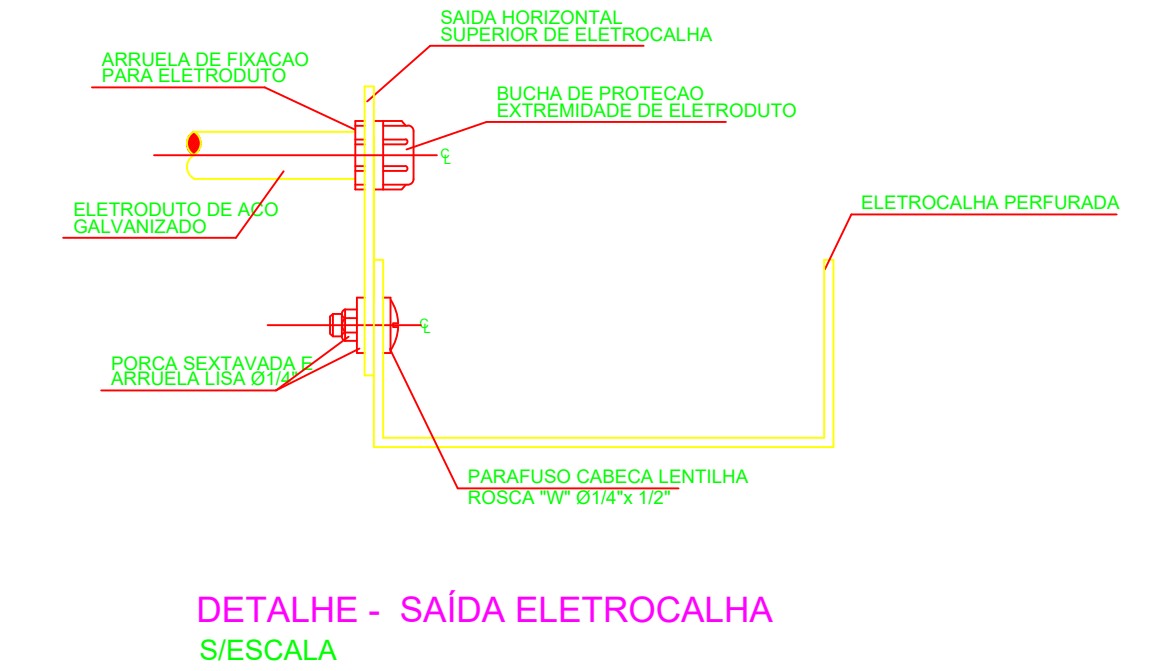 SAIDA HORIZONTAL
SUPERIOR DE ELETROCALHA
ARRUELA DE FIXACAO
PARA ELETRODUTO
BUCHA DE PROTECAO
EXTREMIDADE DE ELETRODUTO
℄
ELETRODUTO DE ACO
GALVANIZADO
ELETROCALHA PERFURADA
℄
PORCA SEXTAVADA E
ARRUELA LISA Ø1/4"
PARAFUSO CABECA LENTILHA
ROSCA "W" Ø1/4"x 1/2"
DETALHE - SAÍDA ELETROCALHA
S/ESCALA